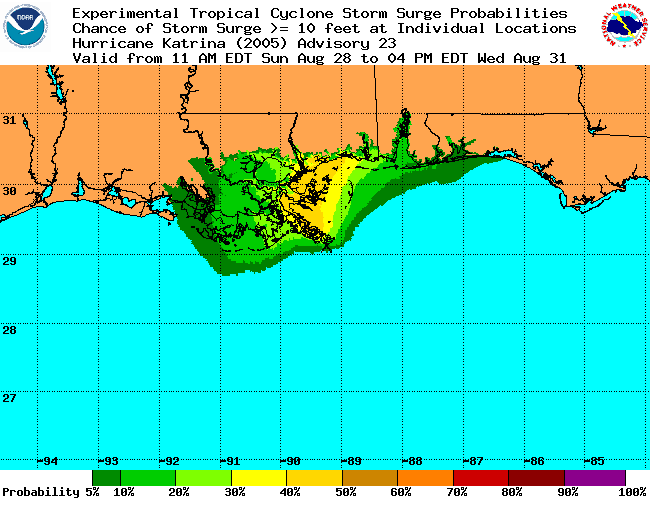 NOAA
Experimental Tropical Cyclone Storm Surge Probabilities
Chance of Storm Surge >= 10 feet at Individual Locations
Hurricane Katrina (2005) Advisory 23
Valid from 11 AM EDT Sun Aug 28 to 04 PM EDT Wed Aug 31
NATIONAL WEATHER SERVICE
31
30
29
28
27
-94 -93 -92 -91 -90 -89 -88 -87 -86 -85
Probability 5% 10% 20% 30% 40% 50% 60% 70% 80% 90% 100%